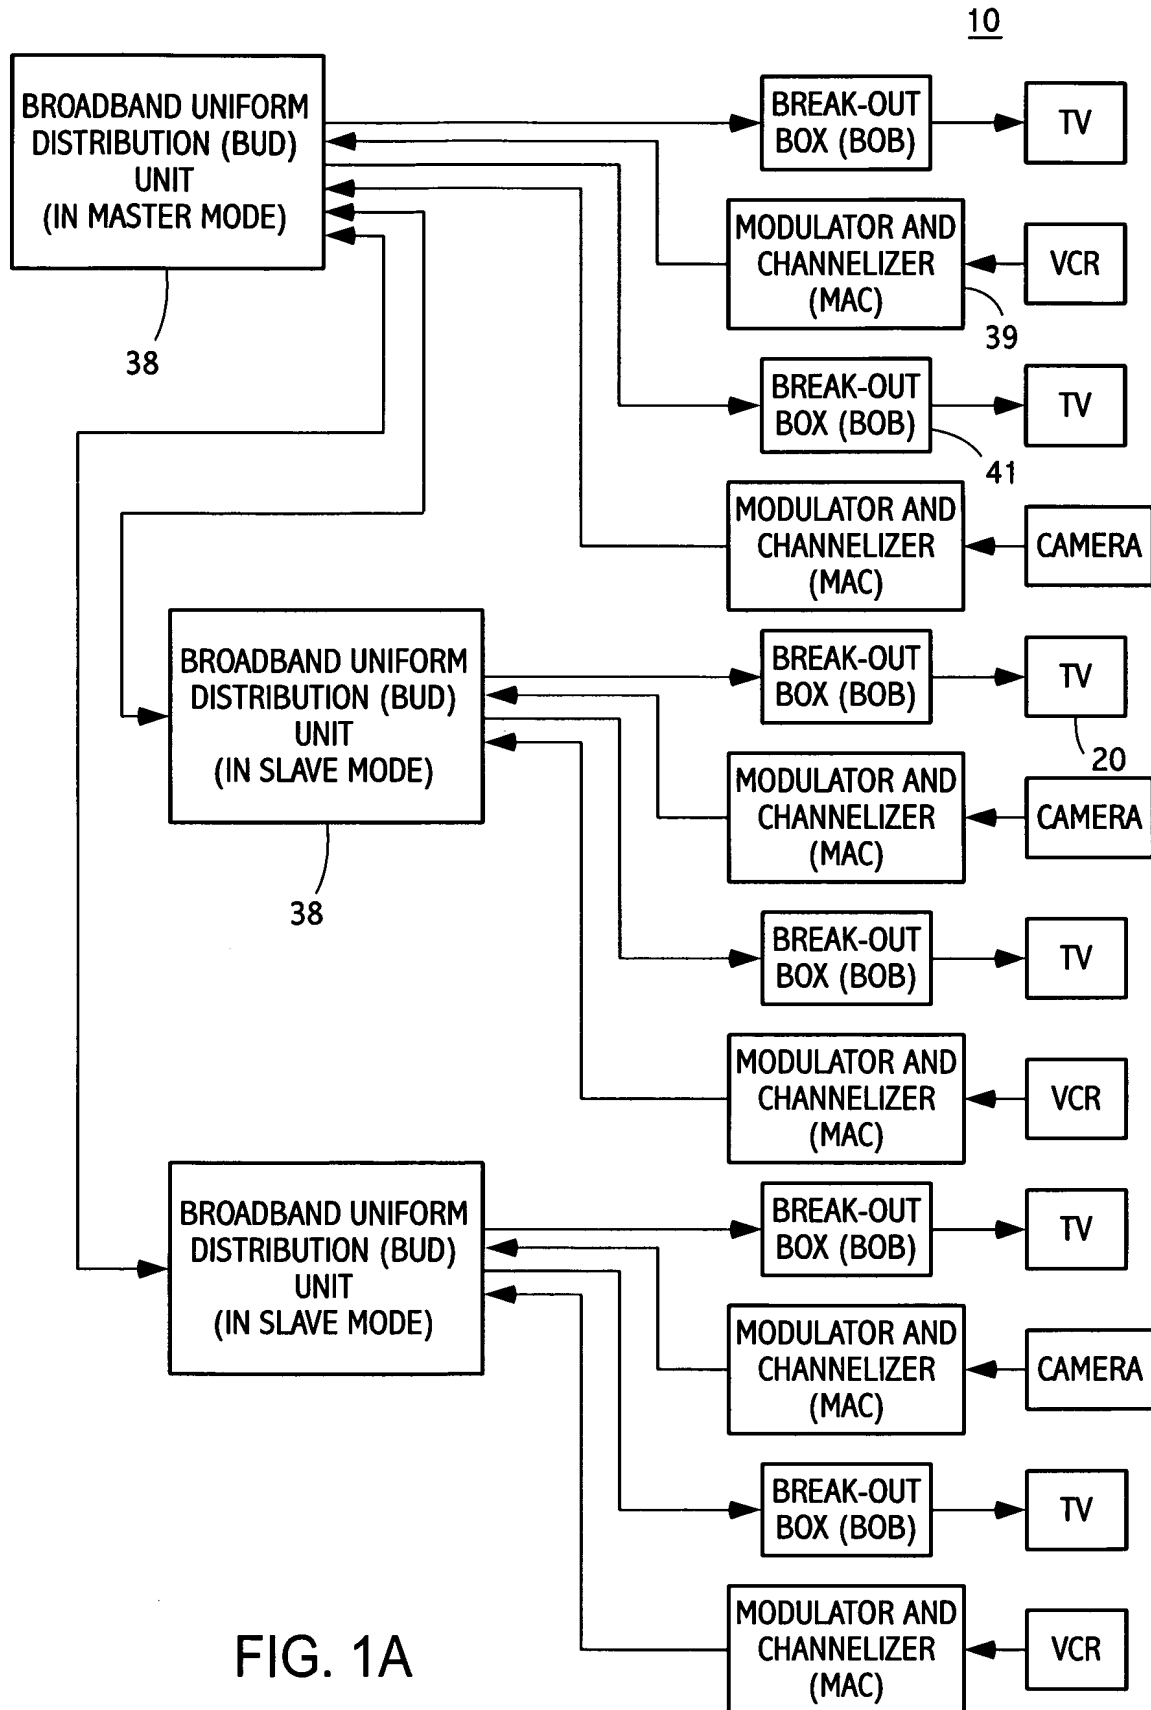 10
BROADBAND UNIFORM
DISTRIBUTION (BUD)
UNIT
(IN MASTER MODE)
38
BREAK-OUT
BOX (BOB)
TV
MODULATOR AND
CHANNELIZER
(MAC)
39
VCR
BREAK-OUT
BOX (BOB)
41
TV
MODULATOR AND
CHANNELIZER
(MAC)
CAMERA
BROADBAND UNIFORM
DISTRIBUTION (BUD)
UNIT
(IN SLAVE MODE)
38
BREAK-OUT
BOX (BOB)
TV
20
MODULATOR AND
CHANNELIZER
(MAC)
CAMERA
BREAK-OUT
BOX (BOB)
TV
MODULATOR AND
CHANNELIZER
(MAC)
VCR
BROADBAND UNIFORM
DISTRIBUTION (BUD)
UNIT
(IN SLAVE MODE)
BREAK-OUT
BOX (BOB)
TV
MODULATOR AND
CHANNELIZER
(MAC)
CAMERA
BREAK-OUT
BOX (BOB)
TV
MODULATOR AND
CHANNELIZER
(MAC)
VCR
FIG. 1A